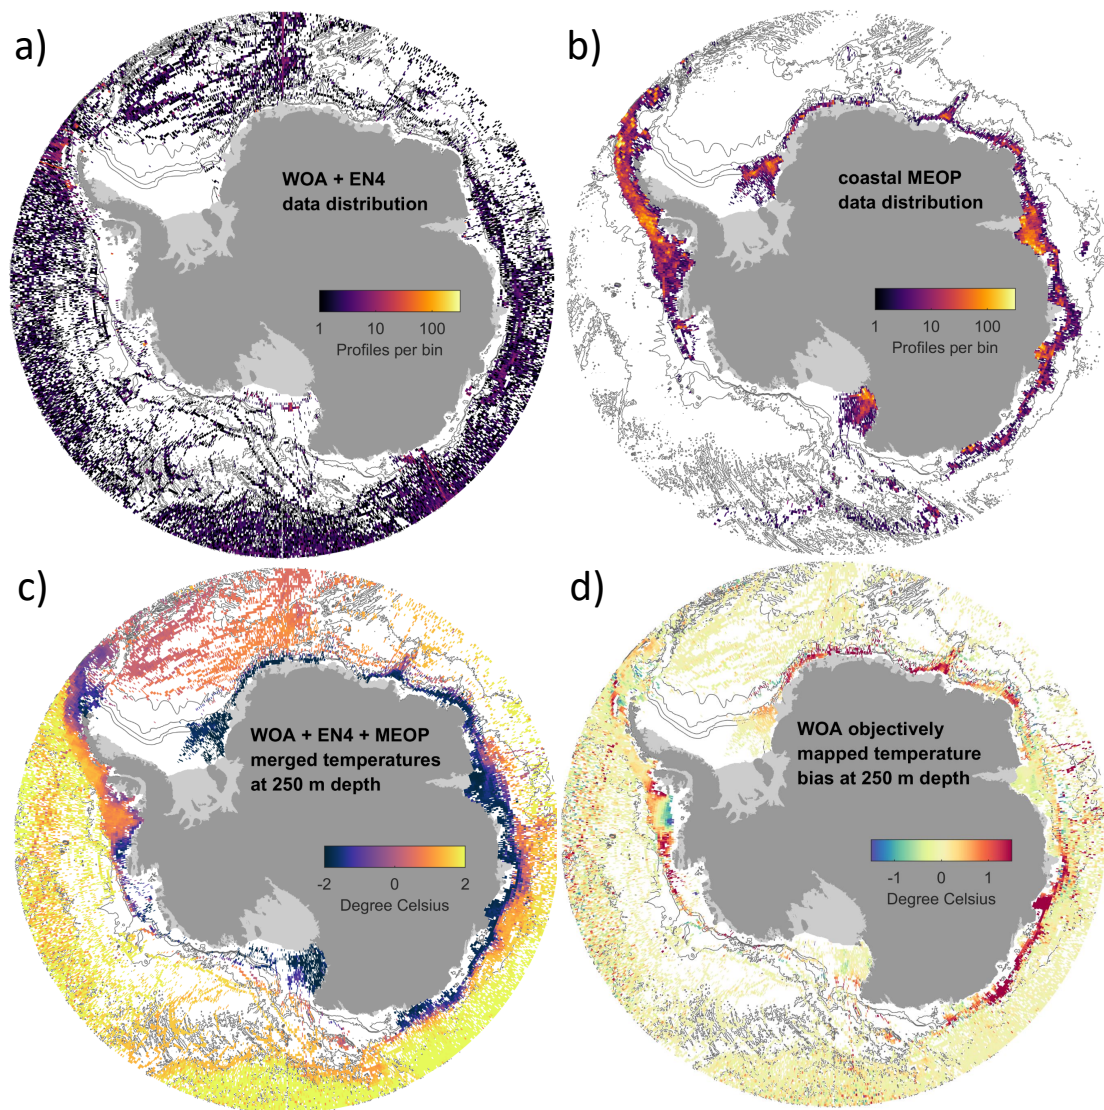 a)
WOA + EN4
data distribution
1 10 100
Profiles per bin
b)
coastal MEOP
data distribution
1 10 100
Profiles per bin
c)
WOA + EN4 + MEOP
merged temperatures
at 250 m depth
-2 0 2
Degree Celsius
d)
WOA objectively
mapped temperature
bias at 250 m depth
-1 0 1
Degree Celsius